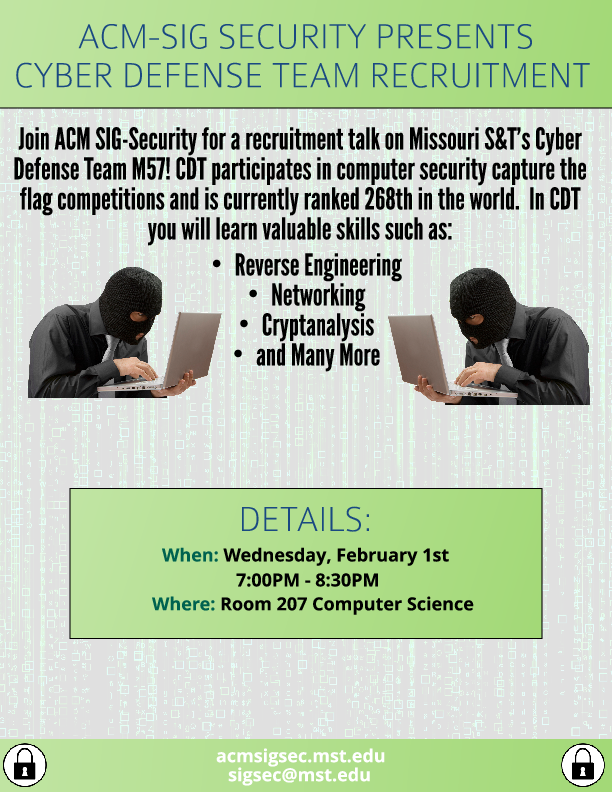 ACM-SIG SECURITY PRESENTS
CYBER DEFENSE TEAM RECRUITMENT
Join ACM SIG-Security for a recruitment talk on Missouri S&T's Cyber
Defense Team M57! CDT participates in computer security capture the
flag competitions and is currently ranked 268th in the world. In CDT
you will learn valuable skills such as:
• Reverse Engineering
• Networking
• Cryptanalysis
• and Many More
DETAILS:
When: Wednesday, February 1st
7:00PM - 8:30PM
Where: Room 207 Computer Science
acmsigsec.mst.edu
sigsec@mst.edu